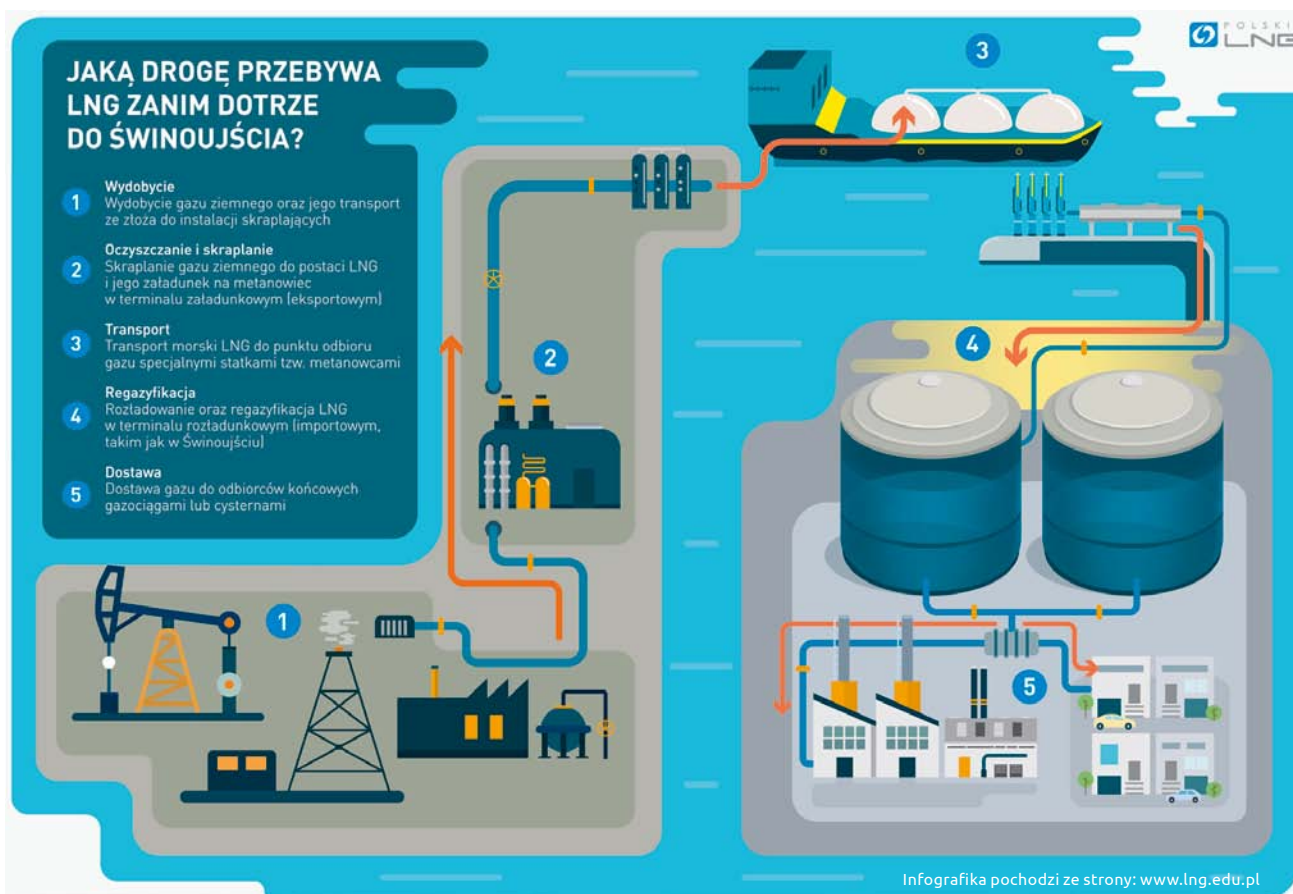 JAKĄ DROGĘ PRZEBYWA
LNG ZANIM DOTRZE
DO ŚWINOUJŚCIA?
1
Wydobycie
Wydobycie gazu ziemnego oraz jego transport
ze złoża do instalacji skraplających
2
Oczyszczanie i skraplanie
Skraplanie gazu ziemnego do postaci LNG
i jego załadunek na metanowiec
w terminalu załadunkowym (eksportowym)
3
Transport
Transport morski LNG do punktu odbioru
gazu specjalnymi statkami tzw. metanowcami
4
Regazyfikacja
Rozładowanie oraz regazyfikacja LNG
w terminalu rozładunkowym (importowym,
takim jak w Świnoujściu)
5
Dostawa
Dostawa gazu do odbiorców końcowych
gazociągami lub cysternami
POLSKI
LNG
3
2
4
1
5
Infografika pochodzi ze strony: www.lng.edu.pl